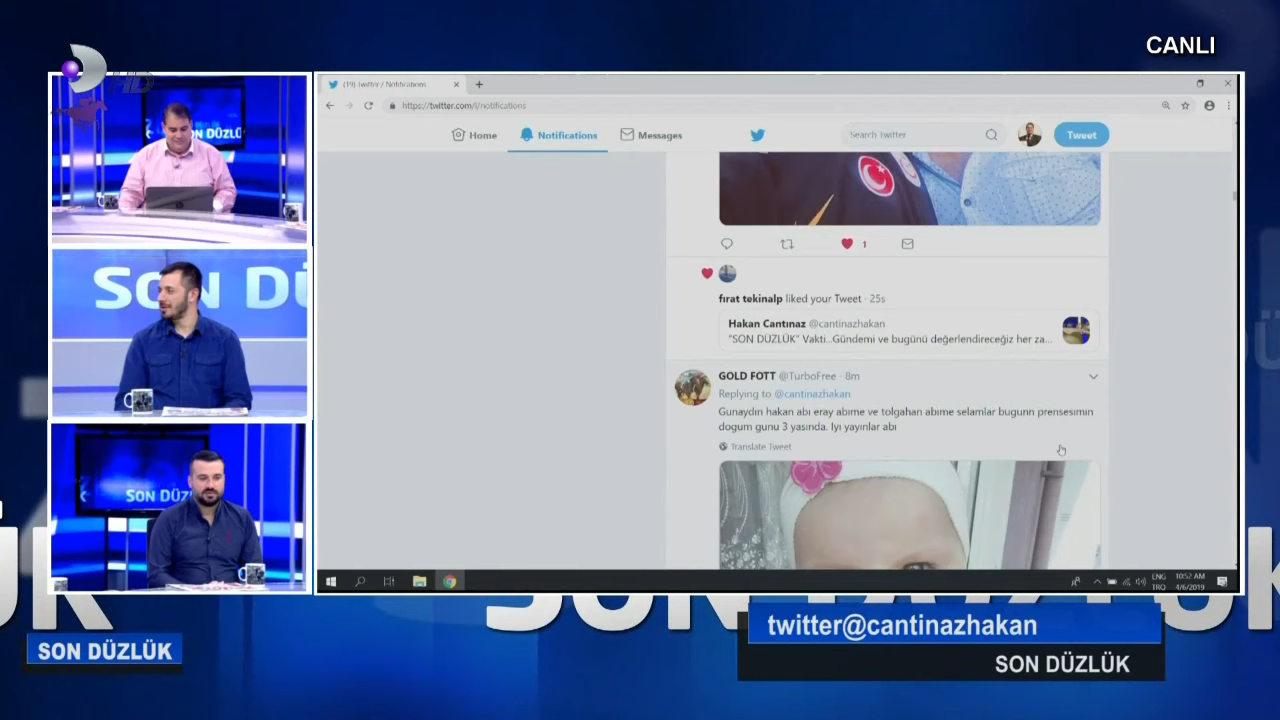 CANLI
HD
SON DÜZLÜ
SON DÜ
SON DÜZ
(19) Twitter / Notifications
https://twitter.com/i/notifications
Home
Notifications
Messages
Search Twitter
Tweet
1
fırat tekinalp liked your Tweet · 25s
Hakan Cantınaz @cantinazhakan
"SON DÜZLÜK" Vakti...Gündemi ve bugünü değerlendireceğiz her za...
GOLD FOTT @TurboFree · 8m
Replying to @cantinazhakan
Gunaydın hakan abı eray abıme ve tolgahan abıme selamlar bugunn prensesımın
dogum gunu 3 yasında. Iyı yayınlar abı
Translate Tweet
ENG
TRQ
10:52 AM
4/6/2019
SON DÜZLÜK
twitter@cantinazhakan
SON DÜZLÜK